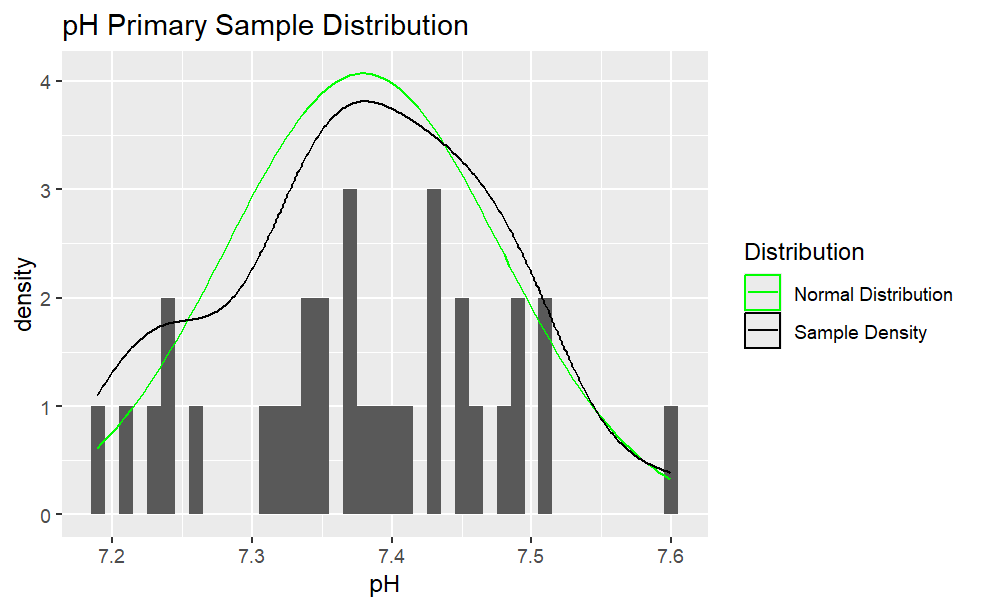 pH Primary Sample Distribution
4
3
2
1
0
density
7.2 7.3 7.4 7.5 7.6
pH
Distribution
Normal Distribution
Sample Density